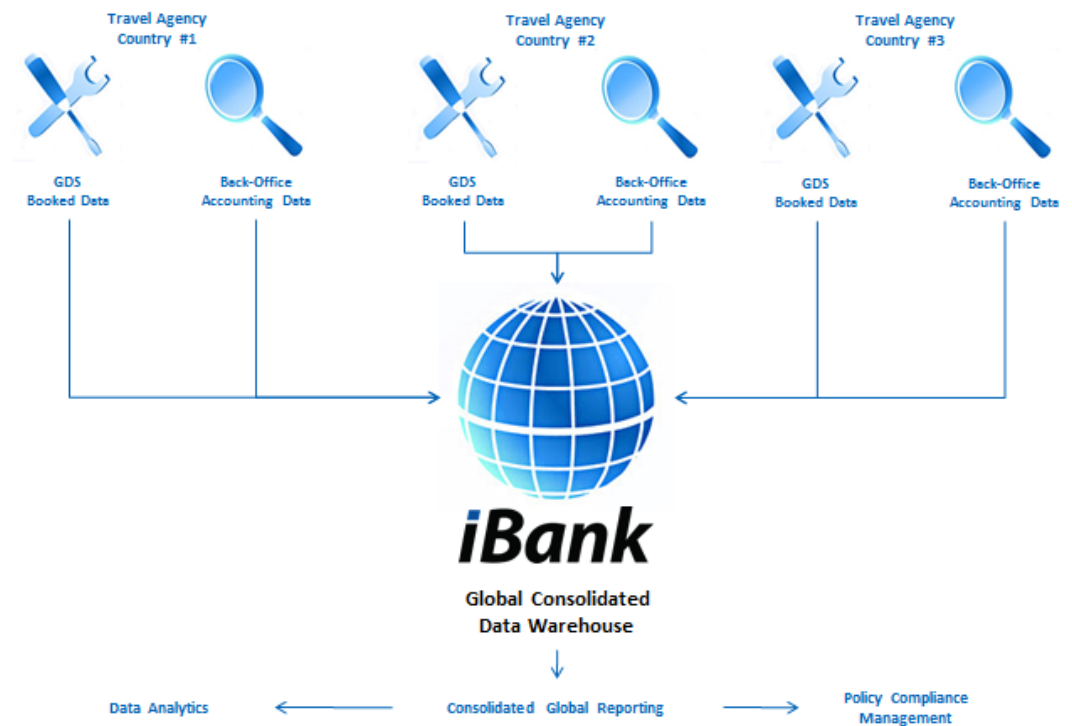 Travel Agency
Country #1
Travel Agency
Country #2
Travel Agency
Country #3
GDS
Booked Data
Back-Office
Accounting Data
GDS
Booked Data
Back-Office
Accounting Data
GDS
Booked Data
Back-Office
Accounting Data
iBank
Global Consolidated
Data Warehouse
Data Analytics
Consolidated Global Reporting
Policy Compliance
Management